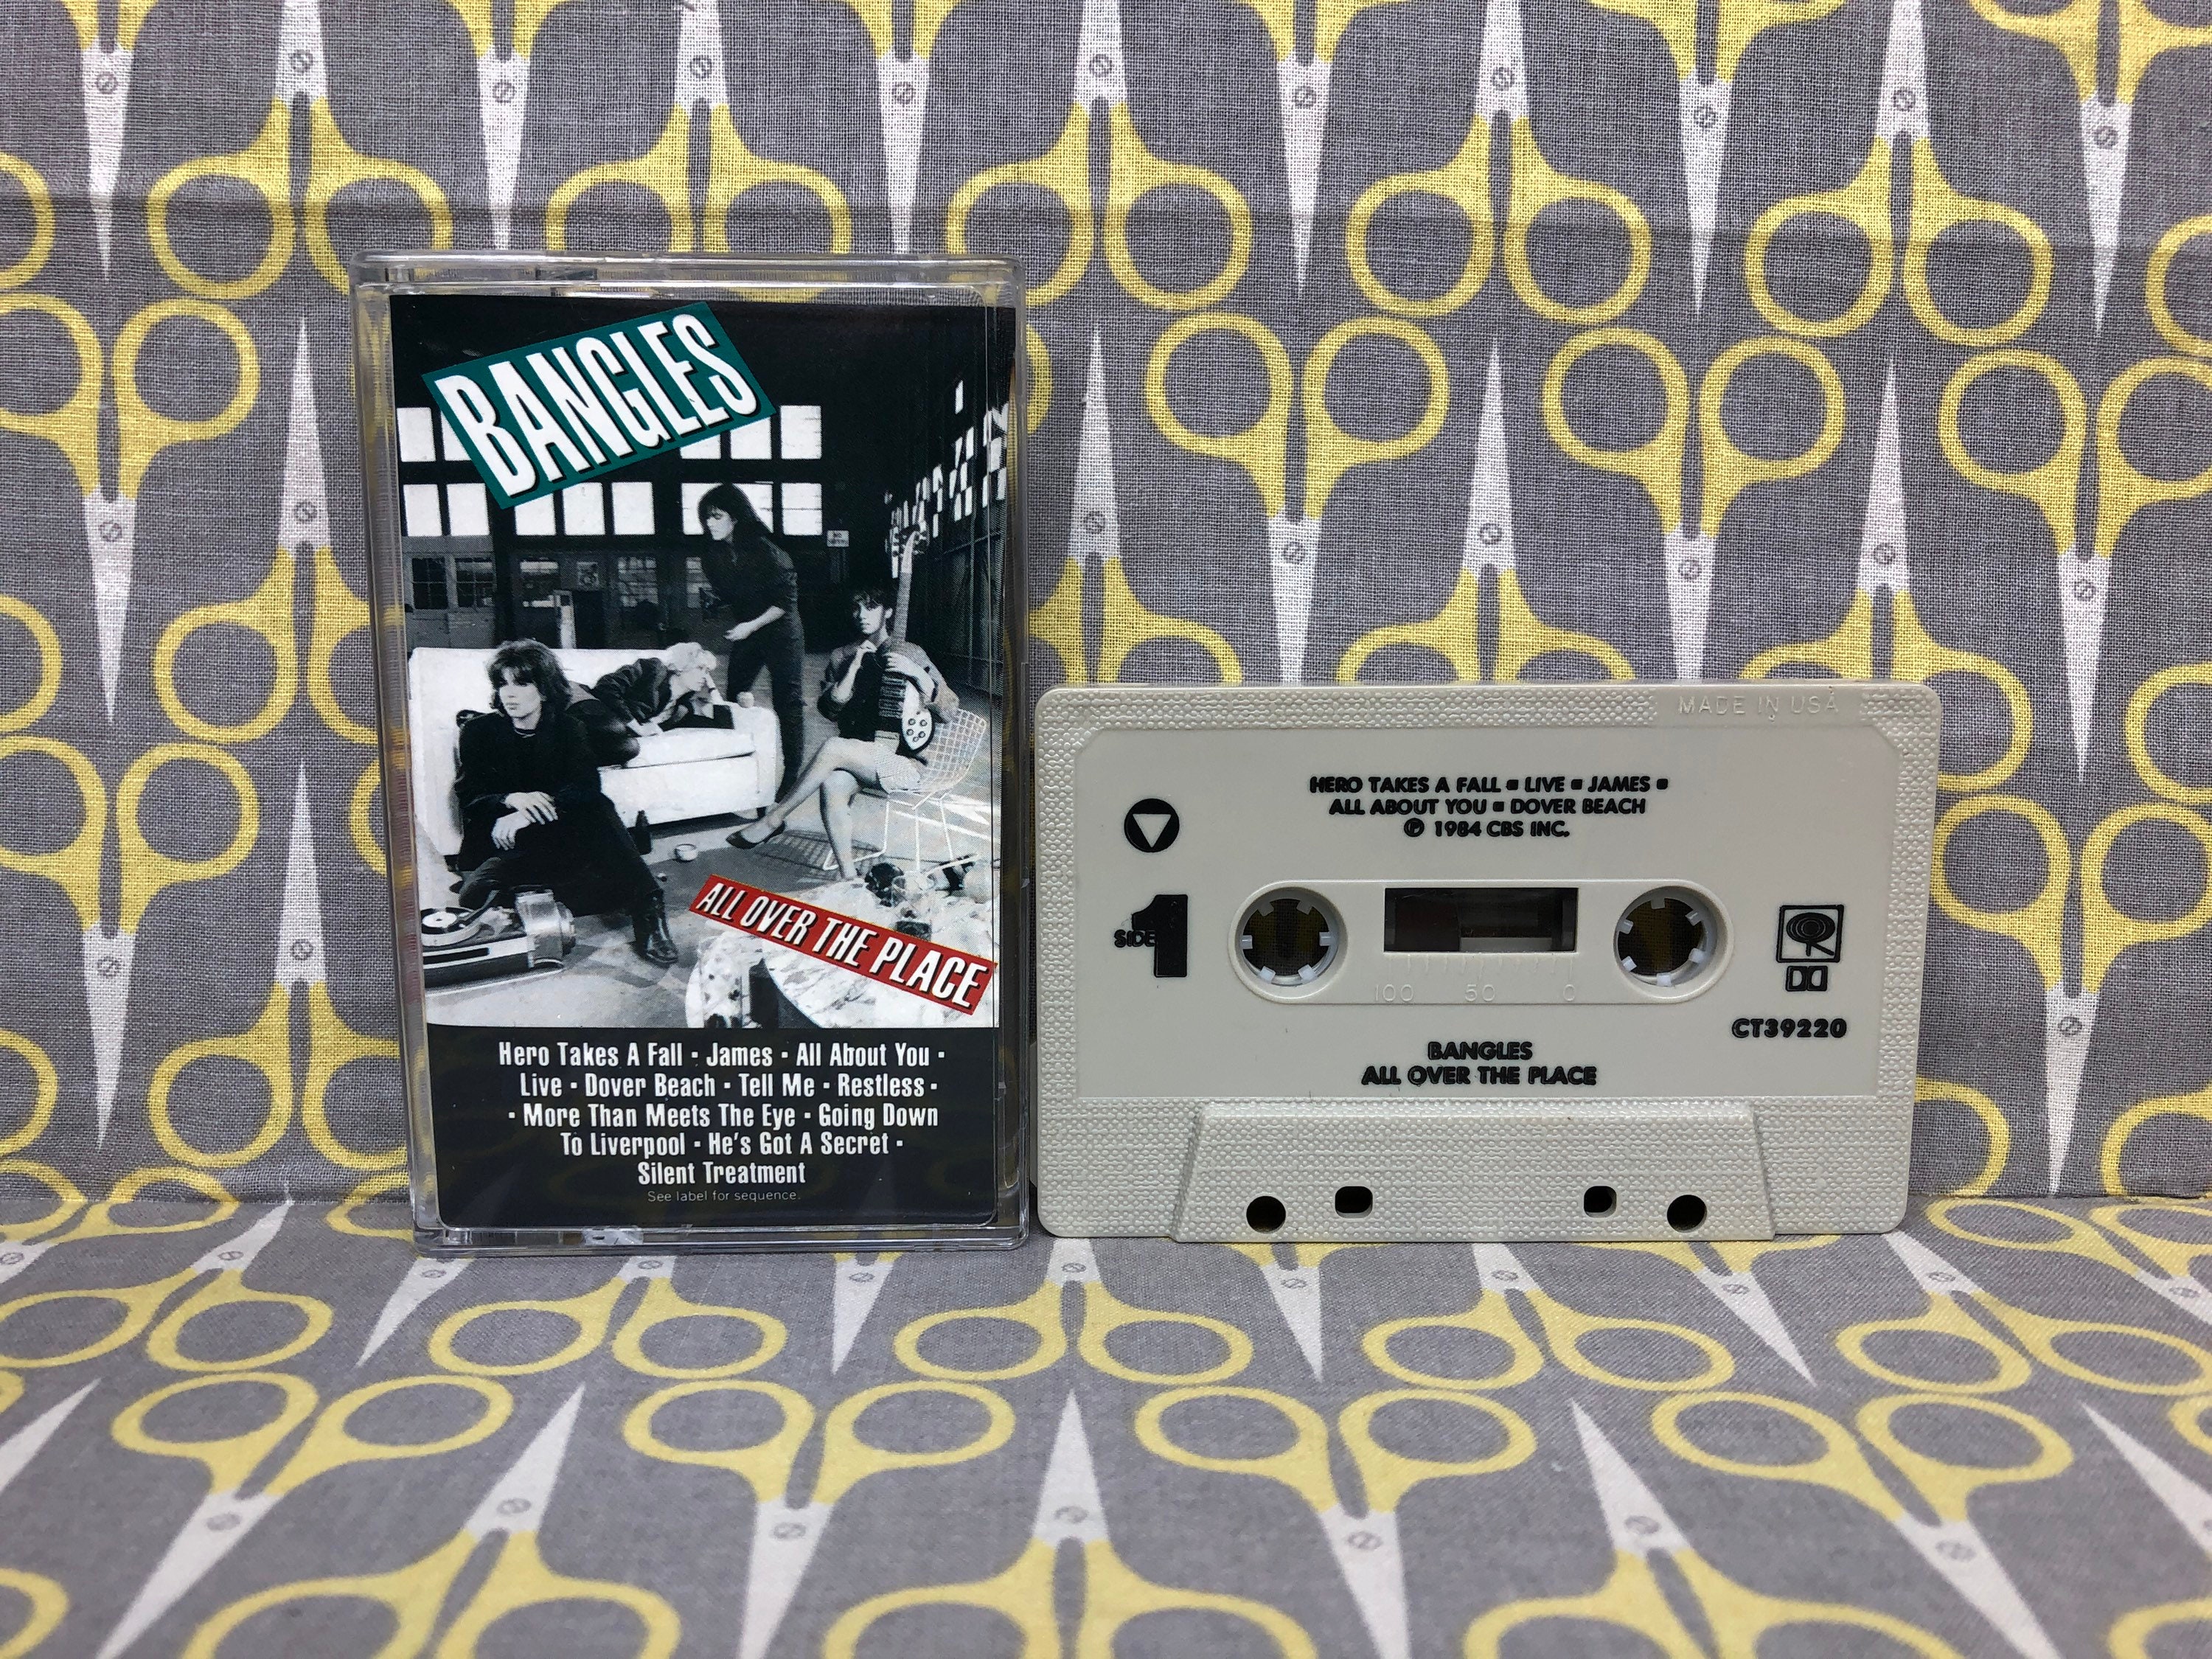 BANGLES
ALL OVER THE PLACE
Hero Takes A Fall • James • All About You •
Live • Dover Beach • Tell Me • Restless •
• More Than Meets The Eye • Going Down
To Liverpool • He's Got A Secret •
Silent Treatment
See label for sequence.
MADE IN USA
HERO TAKES A FALL ▪ LIVE ▪ JAMES ▪
ALL ABOUT YOU ▪ DOVER BEACH
℗ 1984 CBS INC.
SIDE 1
100 50 0
CT39220
BANGLES
ALL OVER THE PLACE